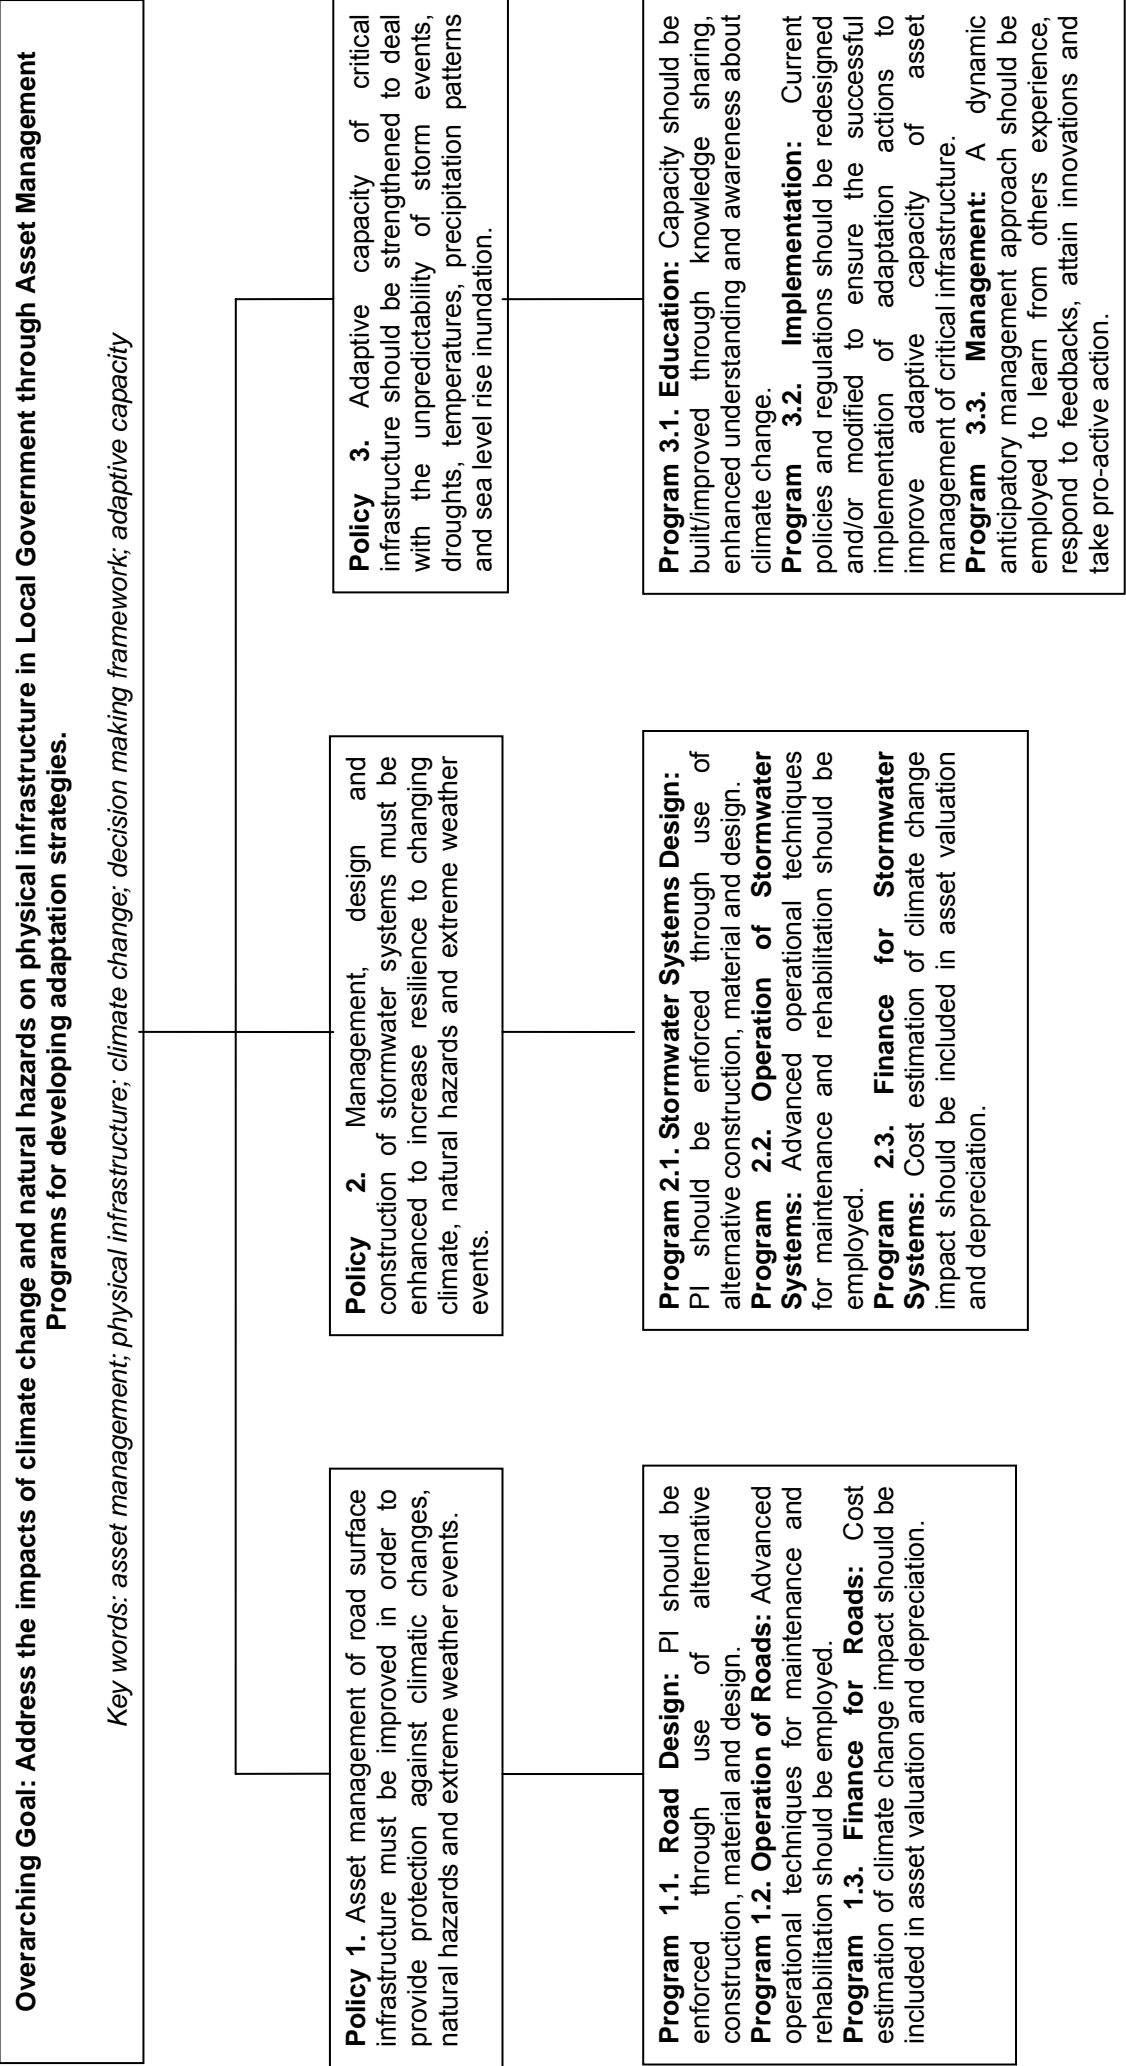 Overarching Goal: Address the impacts of climate change and natural hazards on physical infrastructure in Local Government through Asset Management
Programs for developing adaptation strategies.
Key words: asset management; physical infrastructure; climate change; decision making framework; adaptive capacity
Policy 1. Asset management of road surface
infrastructure must be improved in order to
provide protection against climatic changes,
natural hazards and extreme weather events.
Policy 2. Management, design and
construction of stormwater systems must be
enhanced to increase resilience to changing
climate, natural hazards and extreme weather
events.
Policy 3. Adaptive capacity of critical
infrastructure should be strengthened to deal
with the unpredictability of storm events,
droughts, temperatures, precipitation patterns
and sea level rise inundation.
Program 1.1. Road Design: PI should be
enforced through use of alternative
construction, material and design.
Program 1.2. Operation of Roads: Advanced
operational techniques for maintenance and
rehabilitation should be employed.
Program 1.3. Finance for Roads: Cost
estimation of climate change impact should be
included in asset valuation and depreciation.
Program 2.1. Stormwater Systems Design:
PI should be enforced through use of
alternative construction, material and design.
Program 2.2. Operation of Stormwater
Systems: Advanced operational techniques
for maintenance and rehabilitation should be
employed.
Program 2.3. Finance for Stormwater
Systems: Cost estimation of climate change
impact should be included in asset valuation
and depreciation.
Program 3.1. Education: Capacity should be
built/improved through knowledge sharing,
enhanced understanding and awareness about
climate change.
Program 3.2. Implementation: Current
policies and regulations should be redesigned
and/or modified to ensure the successful
implementation of adaptation actions to
improve adaptive capacity of asset
management of critical infrastructure.
Program 3.3. Management: A dynamic
anticipatory management approach should be
employed to learn from others experience,
respond to feedbacks, attain innovations and
take pro-active action.